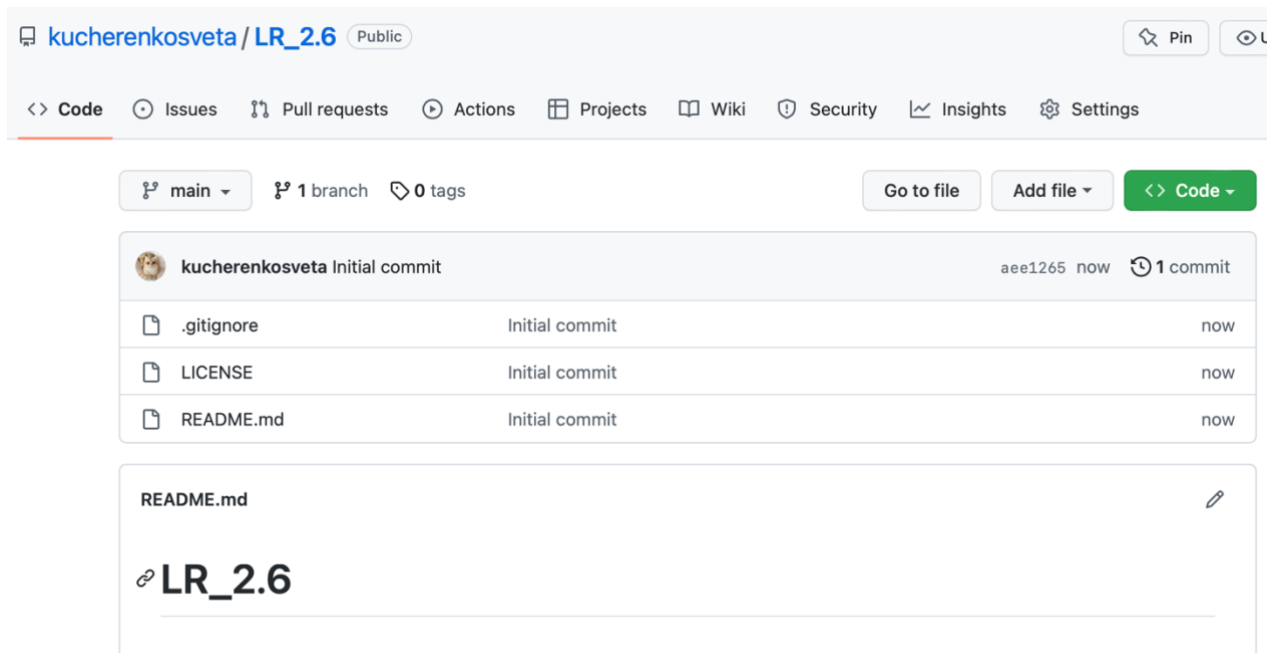 kucherenkosveta / LR_2.6 Public Pin
<> Code Issues Pull requests Actions Projects Wiki Security Insights Settings
main 1 branch 0 tags Go to file Add file <> Code
kucherenkosveta Initial commit aee1265 now 1 commit
.gitignore Initial commit now
LICENSE Initial commit now
README.md Initial commit now
README.md
LR_2.6